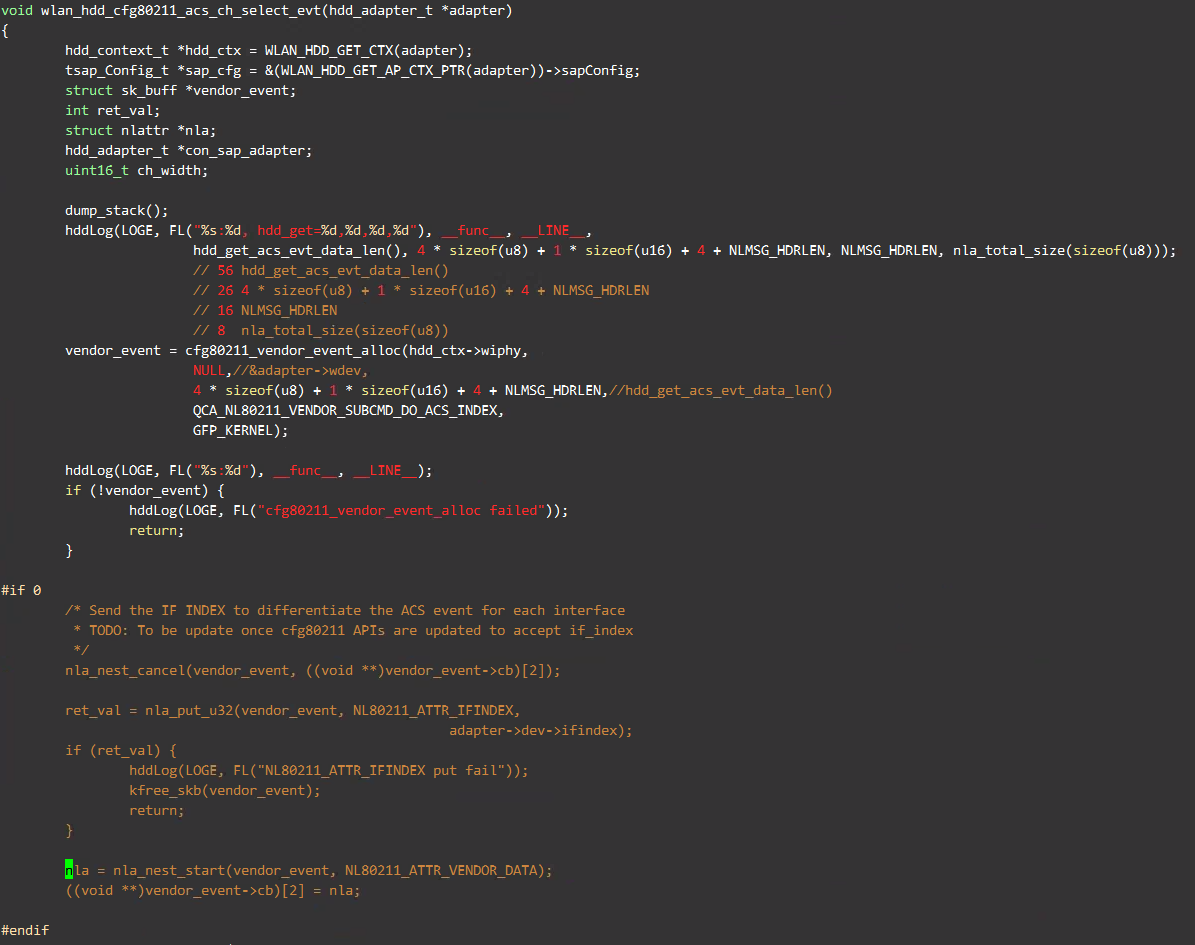 void wlan_hdd_cfg80211_acs_ch_select_evt(hdd_adapter_t *adapter)
{
        hdd_context_t *hdd_ctx = WLAN_HDD_GET_CTX(adapter);
        tsap_Config_t *sap_cfg = &(WLAN_HDD_GET_AP_CTX_PTR(adapter))->sapConfig;
        struct sk_buff *vendor_event;
        int ret_val;
        struct nlattr *nla;
        hdd_adapter_t *con_sap_adapter;
        uint16_t ch_width;

        dump_stack();
        hddLog(LOGE, FL("%s:%d, hdd_get=%d,%d,%d,%d"), __func__, __LINE__,
                        hdd_get_acs_evt_data_len(), 4 * sizeof(u8) + 1 * sizeof(u16) + 4 + NLMSG_HDRLEN, NLMSG_HDRLEN, nla_total_size(sizeof(u8)));
                        // 56 hdd_get_acs_evt_data_len()
                        // 26 4 * sizeof(u8) + 1 * sizeof(u16) + 4 + NLMSG_HDRLEN
                        // 16 NLMSG_HDRLEN
                        // 8  nla_total_size(sizeof(u8))
        vendor_event = cfg80211_vendor_event_alloc(hdd_ctx->wiphy,
                        NULL,//&adapter->wdev,
                        4 * sizeof(u8) + 1 * sizeof(u16) + 4 + NLMSG_HDRLEN,//hdd_get_acs_evt_data_len()
                        QCA_NL80211_VENDOR_SUBCMD_DO_ACS_INDEX,
                        GFP_KERNEL);

        hddLog(LOGE, FL("%s:%d"), __func__, __LINE__);
        if (!vendor_event) {
                hddLog(LOGE, FL("cfg80211_vendor_event_alloc failed"));
                return;
        }

#if 0
        /* Send the IF INDEX to differentiate the ACS event for each interface
         * TODO: To be update once cfg80211 APIs are updated to accept if_index
         */
        nla_nest_cancel(vendor_event, ((void **)vendor_event->cb)[2]);

        ret_val = nla_put_u32(vendor_event, NL80211_ATTR_IFINDEX,
                                                adapter->dev->ifindex);
        if (ret_val) {
                hddLog(LOGE, FL("NL80211_ATTR_IFINDEX put fail"));
                kfree_skb(vendor_event);
                return;
        }

        nla = nla_nest_start(vendor_event, NL80211_ATTR_VENDOR_DATA);
        ((void **)vendor_event->cb)[2] = nla;

#endif